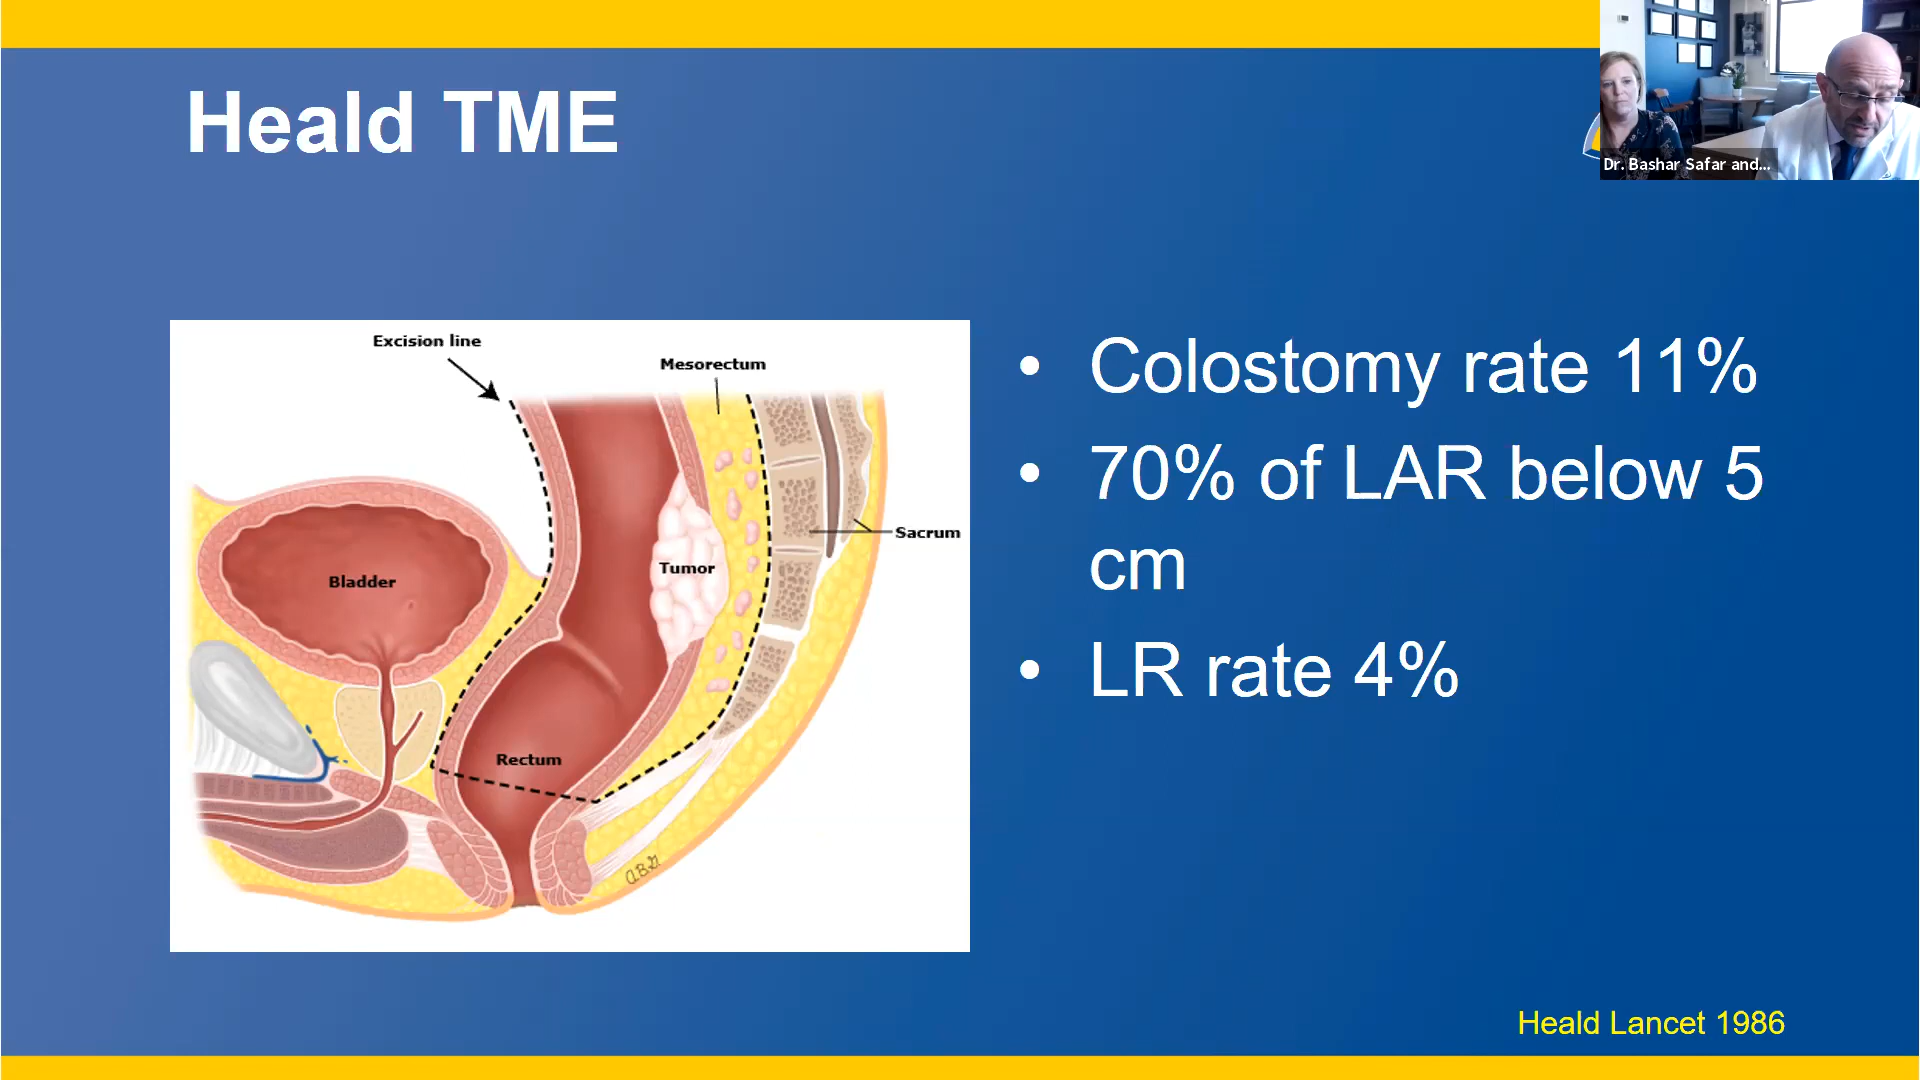 Heald TME
Dr. Bashar Safar and...
Excision line
Mesorectum
Sacrum
Tumor
Bladder
Rectum
• Colostomy rate 11%
• 70% of LAR below 5
cm
• LR rate 4%
Heald Lancet 1986